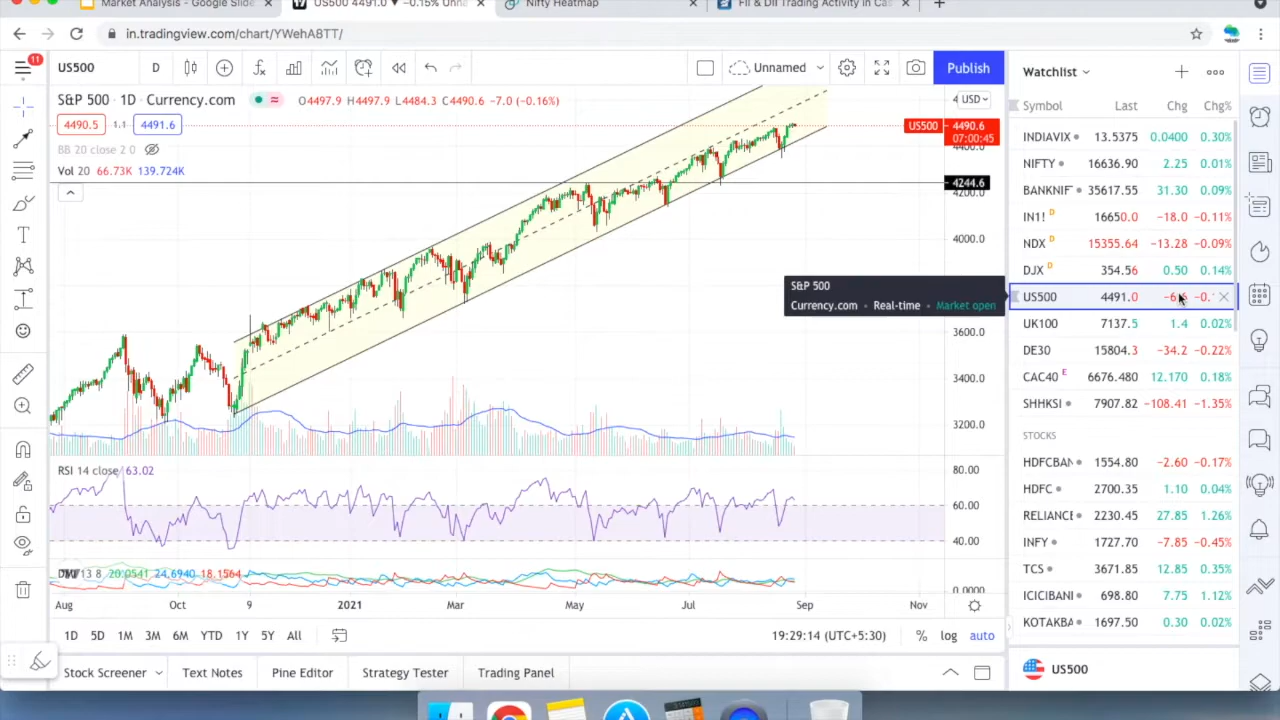 Market Analysis - Google Slide
US500 4491.0 ▼ −0.15% Unna
Nifty Heatmap
FII & DII Trading Activity in Cas
in.tradingview.com/chart/YWehA8TT/
11
US500
D
Unnamed
Publish
S&P 500 · 1D · Currency.com
O4497.9 H4497.9 L4484.3 C4490.6 −7.0 (−0.16%)
4490.5 1.1 4491.6
BB 20 close 2 0
Vol 20 66.73K 139.724K
USD
US500 4490.6
07:00:45
4400.0
4244.6
4200.0
4000.0
3600.0
3400.0
3200.0
S&P 500
Currency.com • Real-time • Market open
RSI 14 close 63.02
80.00
60.00
40.00
13 8 20.0541 24.6940 18.1564
0.0000
Aug Oct 9 2021 Mar May Jul Sep Nov
1D 5D 1M 3M 6M YTD 1Y 5Y All
19:29:14 (UTC+5:30) % log auto
Stock Screener Text Notes Pine Editor Strategy Tester Trading Panel
Watchlist
Symbol Last Chg Chg%
INDIAVIX 13.5375 0.0400 0.30%
NIFTY 16636.90 2.25 0.01%
BANKNIF 35617.55 31.30 0.09%
IN1! D 16650.0 −18.0 −0.11%
NDX D 15355.64 −13.28 −0.09%
DJX D 354.56 0.50 0.14%
US500 4491.0
UK100 7137.5 1.4 0.02%
DE30 15804.3 −34.2 −0.22%
CAC40 E 6676.480 12.170 0.18%
SHHKSI 7907.82 −108.41 −1.35%
STOCKS
HDFCBAN 1554.80 −2.60 −0.17%
HDFC 2700.35 1.10 0.04%
RELIANCE 2230.45 27.85 1.26%
INFY 1727.70 −7.85 −0.45%
TCS 3671.85 12.85 0.35%
ICICIBANI 698.80 7.75 1.12%
KOTAKBA 1697.50 0.30 0.02%
US500